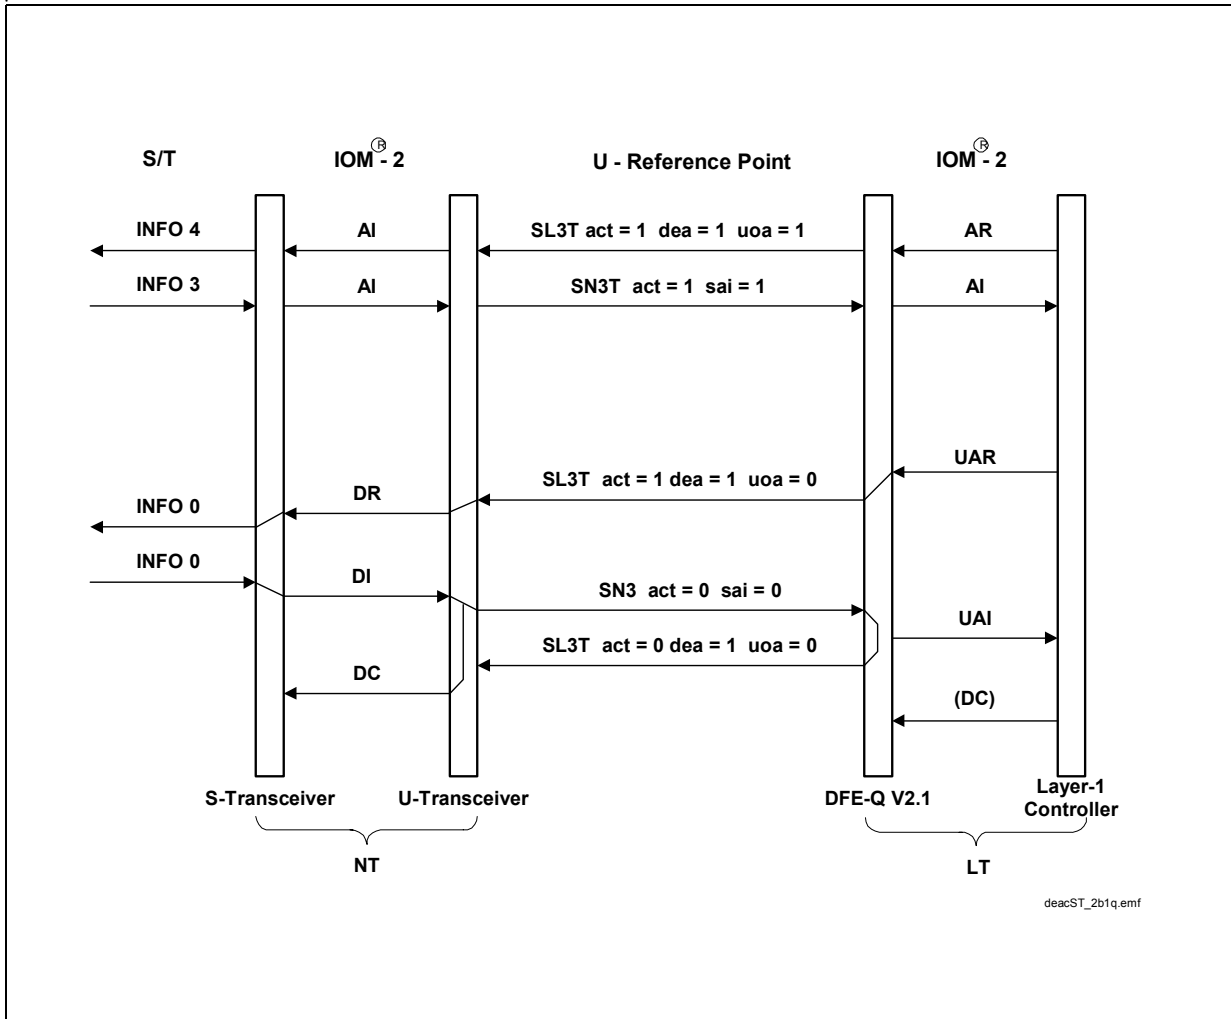 S/T
IOM®- 2
U - Reference Point
IOM®- 2
INFO 4
AI
SL3T act = 1 dea = 1 uoa = 1
AR
INFO 3
AI
SN3T act = 1 sai = 1
AI
UAR
SL3T act = 1 dea = 1 uoa = 0
DR
INFO 0
INFO 0
DI
SN3 act = 0 sai = 0
UAI
SL3T act = 0 dea = 1 uoa = 0
DC
(DC)
S-Transceiver
U-Transceiver
DFE-Q V2.1
Layer-1
Controller
NT
LT
deacST_2b1q.emf